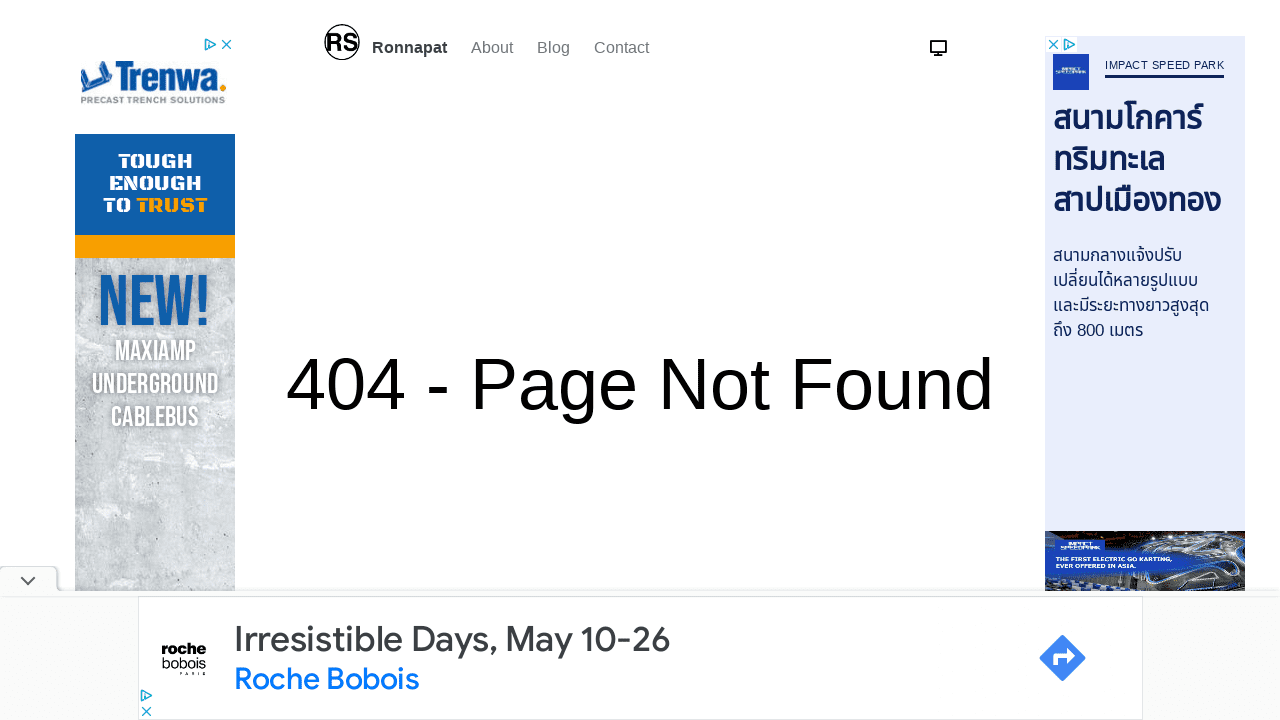 RS
Ronnapat
About
Blog
Contact
Trenwa.
PRECAST TRENCH SOLUTIONS
TOUGH
ENOUGH
TO TRUST
NEW!
MAXIAMP
UNDERGROUND
CABLEBUS
404 - Page Not Found
IMPACT
SPEEDPARK
IMPACT SPEED PARK
สนามโกคาร์
ทริมทะเล
สาปเมืองทอง
สนามกลางแจ้งปรับ
เปลี่ยนได้หลายรูปแบบ
และมีระยะทางยาวสูงสุด
ถึง 800 เมตร
IMPACT
SPEEDPARK
THE FIRST ELECTRIC GO KARTING,
EVER OFFERED IN ASIA.
roche
bobois
PARIS
Irresistible Days, May 10-26
Roche Bobois